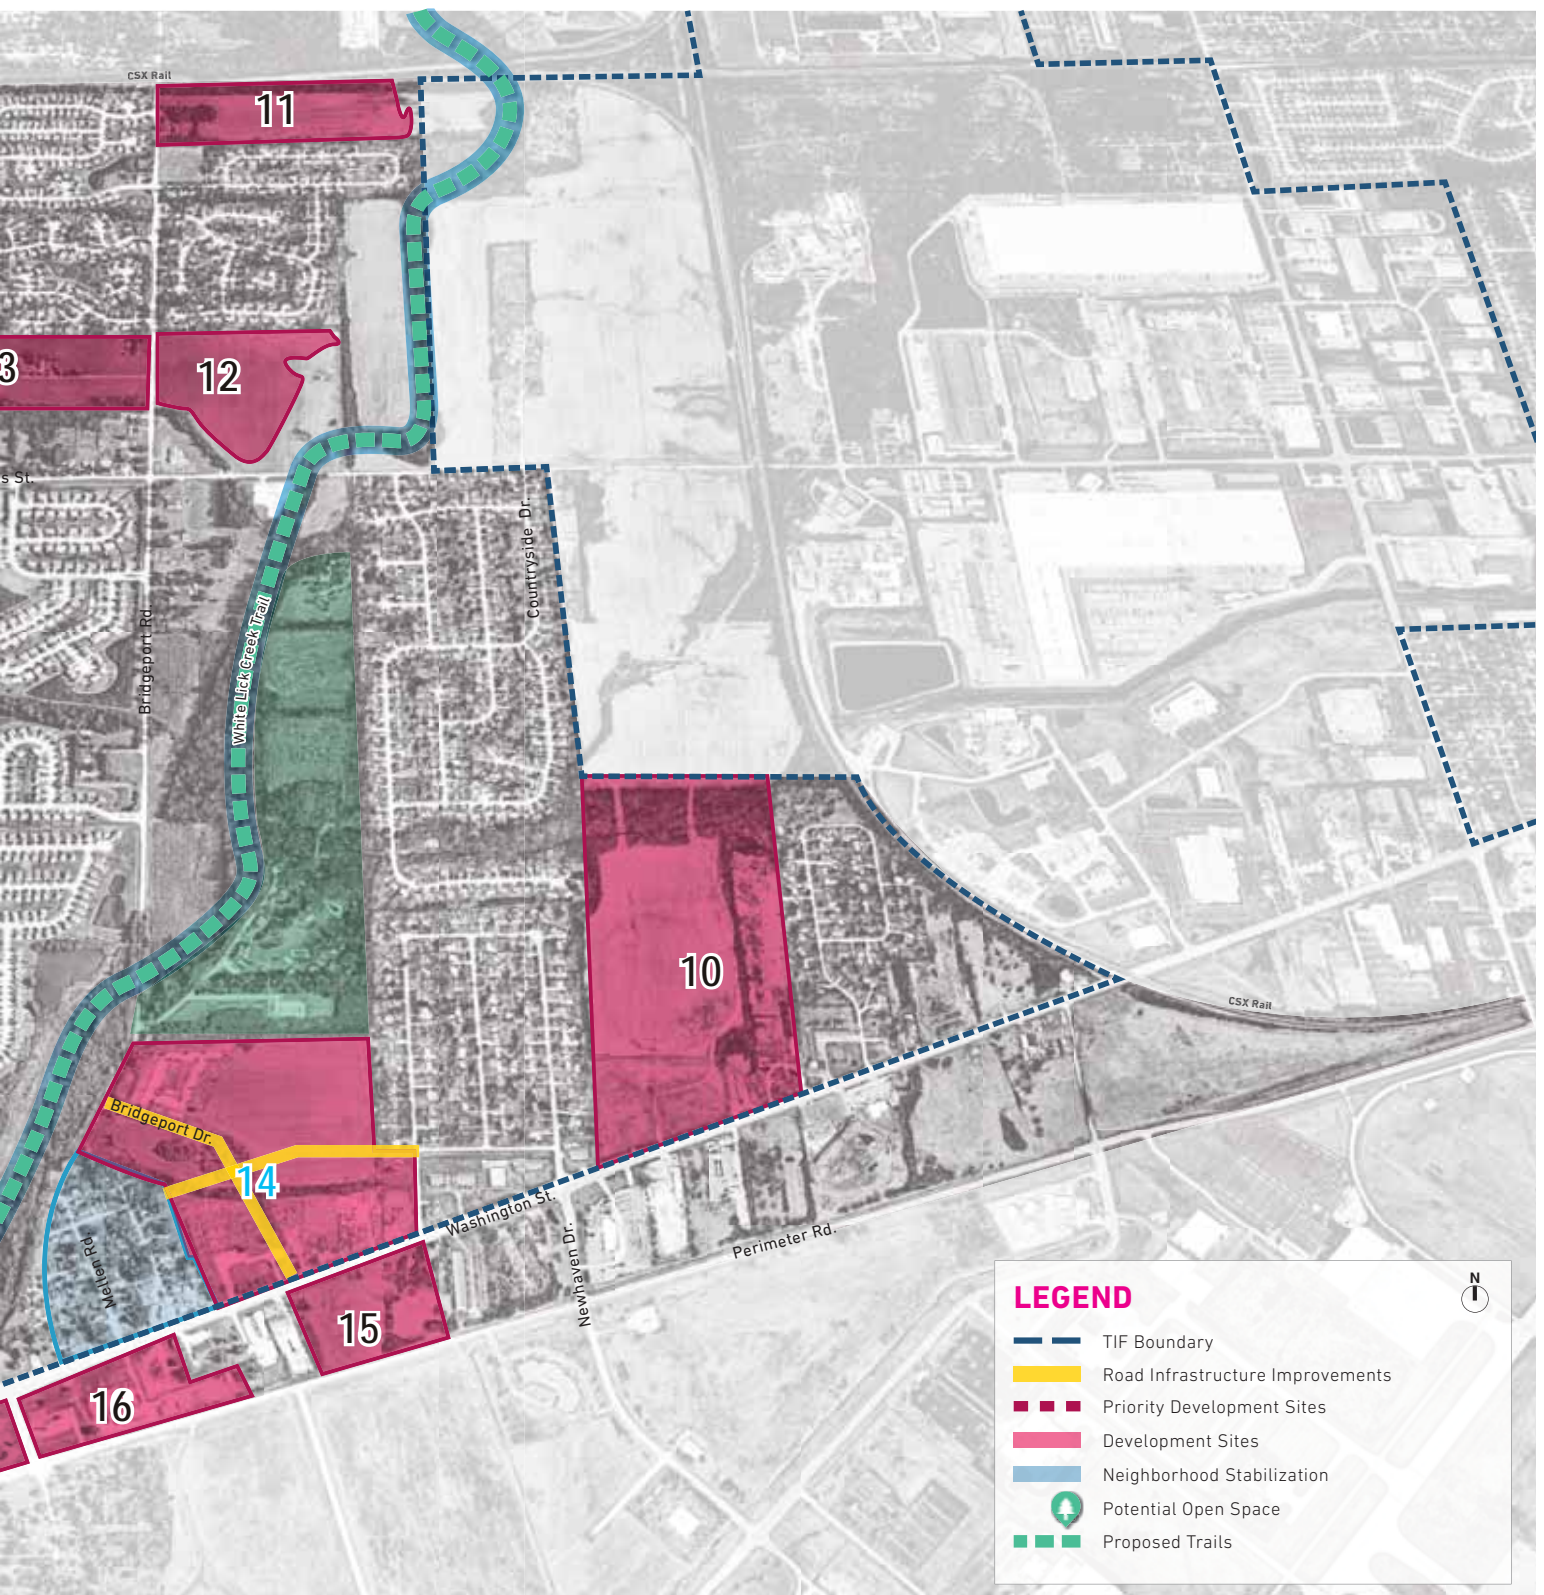 CSX Rail
11
3
12
s St.
Countryside Dr.
Bridgeport Rd.
White Lick Creek Trail
10
CSX Rail
Bridgeport Dr.
14
Washington St.
Mellen Rd.
Newhaven Dr.
Perimeter Rd.
15
16
LEGEND
N
TIF Boundary
Road Infrastructure Improvements
Priority Development Sites
Development Sites
Neighborhood Stabilization
Potential Open Space
Proposed Trails